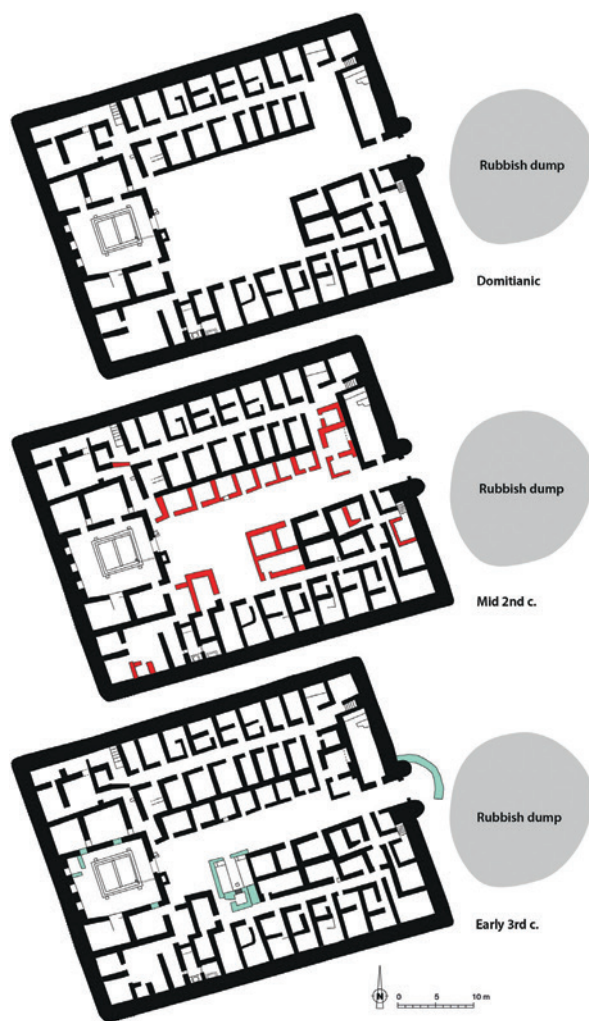 Rubbish dump
Domitianic
Rubbish dump
Mid 2nd c.
Rubbish dump
Early 3rd c.
N
0 5 10 m